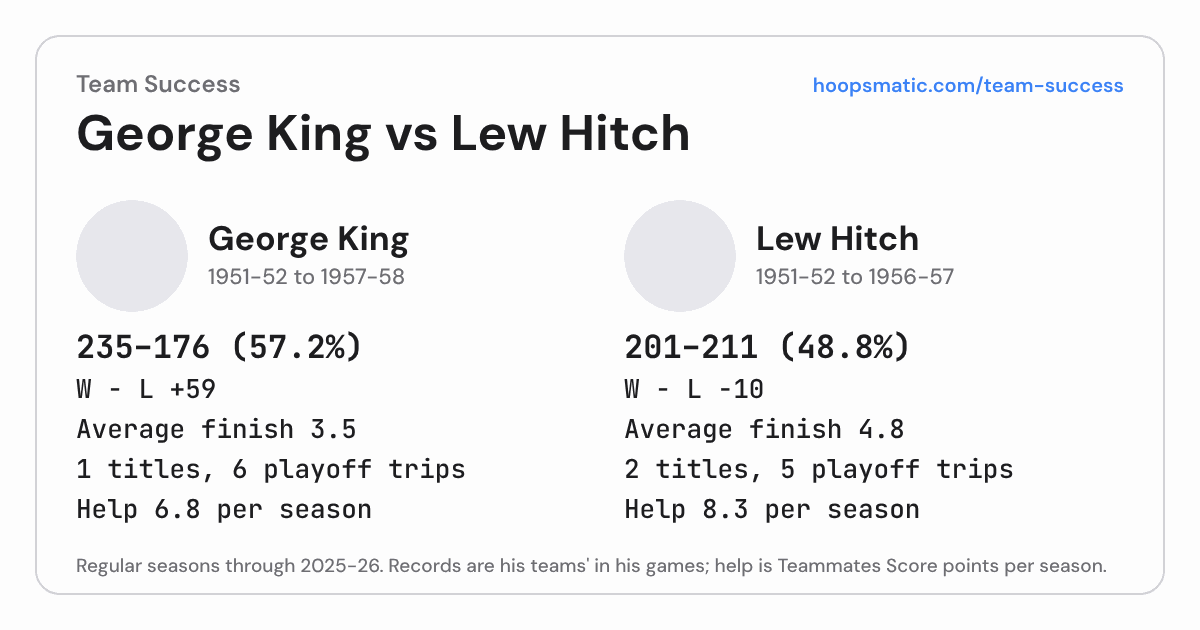 Team Success
hoopsmatic.com/team-success
George King vs Lew Hitch
George King
1951-52 to 1957-58
235-176 (57.2%)
W - L +59
Average finish 3.5
1 titles, 6 playoff trips
Help 6.8 per season
Lew Hitch
1951-52 to 1956-57
201-211 (48.8%)
W - L -10
Average finish 4.8
2 titles, 5 playoff trips
Help 8.3 per season
Regular seasons through 2025-26. Records are his teams' in his games; help is Teammates Score points per season.